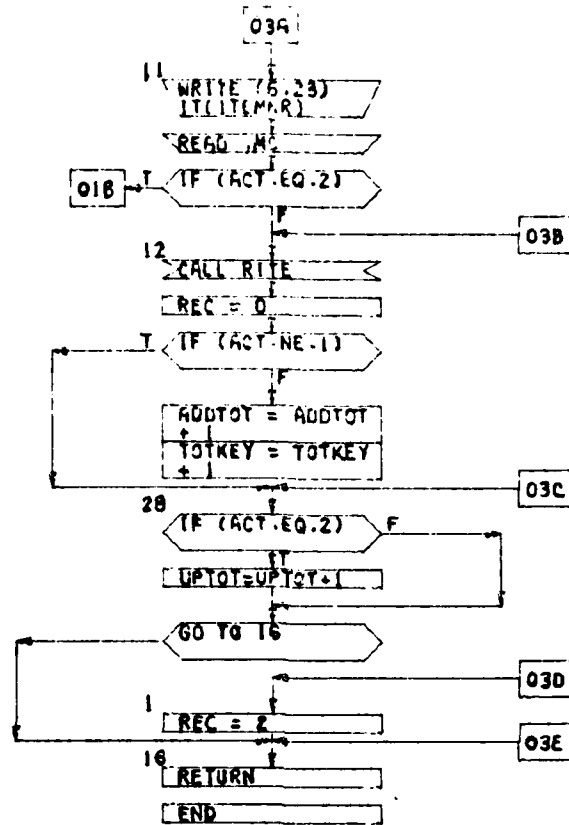 03A
11
WRITE (6,23)
IT(ITEMNR)
READ ,MC
01B
T
IF (ACT.EQ.2)
F
03B
12
CALL RITE
REC = 0
T
IF (ACT.NE.1)
F
ADDTOT = ADDTOT
+ 1
TOTKEY = TOTKEY
+ 1
03C
28
IF (ACT.EQ.2)
F
T
UPTOT=UPTOT+1
GO TO 16
03D
1
REC = 2
03E
16
RETURN
END